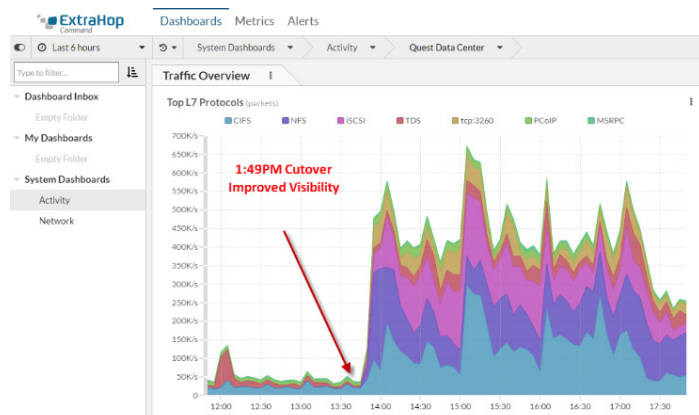 ExtraHop
Command
Dashboards Metrics Alerts
Last 6 hours
System Dashboards
Activity
Quest Data Center
Type to filter...
Dashboard Inbox
Empty Folder
My Dashboards
Empty Folder
System Dashboards
Activity
Network
Traffic Overview
Top L7 Protocols (packets)
CIFS NFS iSCSI TDS tcp:3260 PCoIP MSRPC
700K/s
650K/s
600K/s
550K/s
500K/s
450K/s
400K/s
350K/s
300K/s
250K/s
200K/s
150K/s
100K/s
50K/s
0
1:49PM Cutover
Improved Visibility
12:00 12:30 13:00 13:30 14:00 14:30 15:00 15:30 16:00 16:30 17:00 17:30